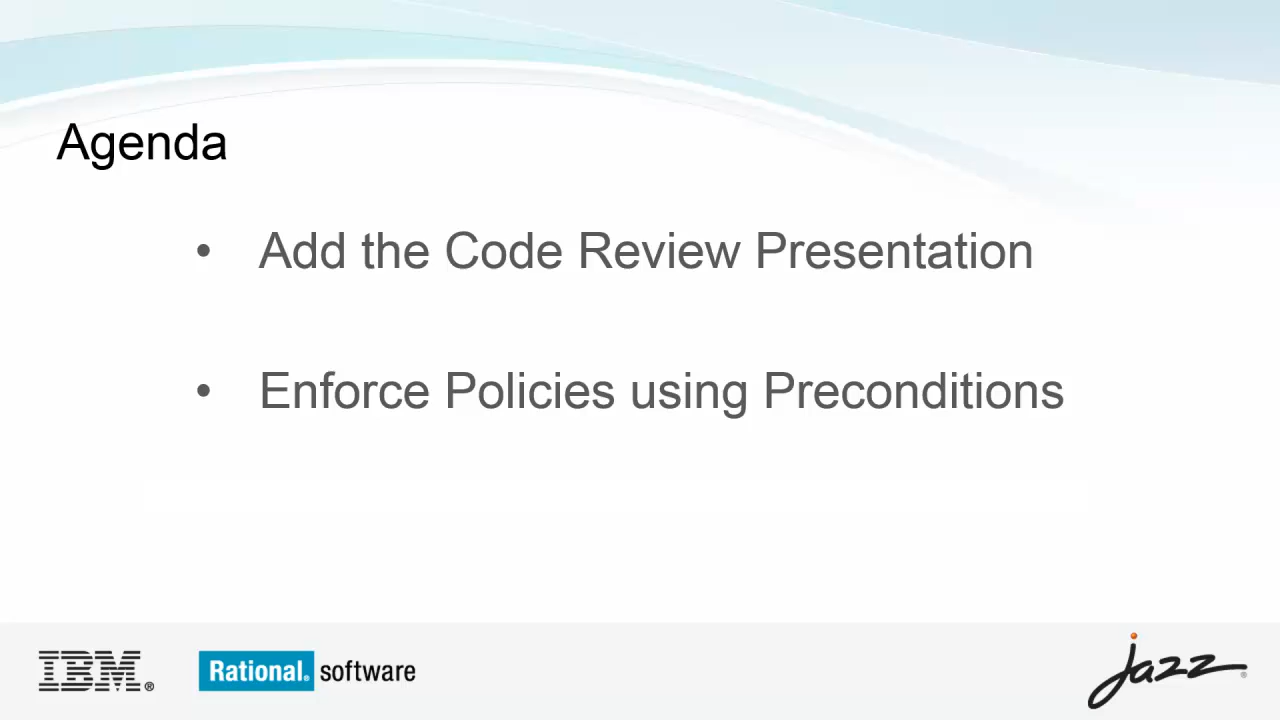 Agenda
• Add the Code Review Presentation
• Enforce Policies using Preconditions
IBM® Rational® software jazz®